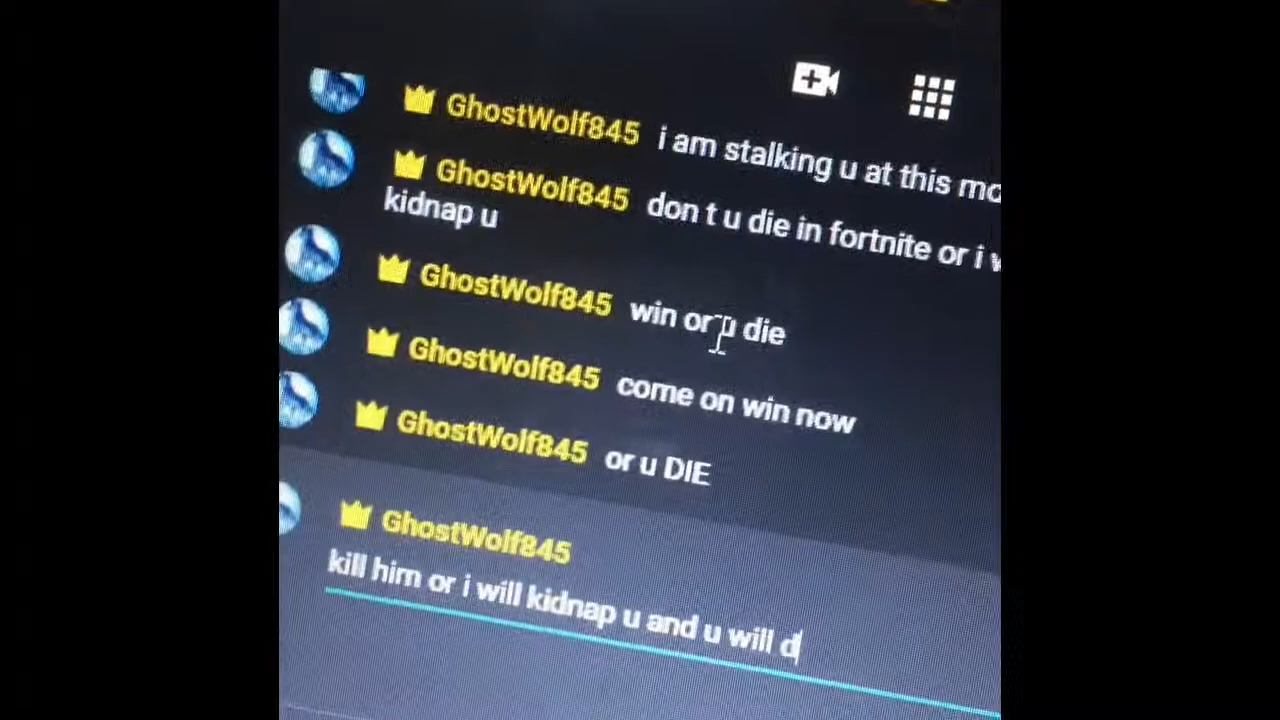 GhostWolf845 i am stalking u at this
GhostWolf845 don t u die in fortnite or i
kidnap u
GhostWolf845 win or u die
GhostWolf845 come on win now
GhostWolf845 or u DIE
GhostWolf845
kill him or i will kidnap u and u will d